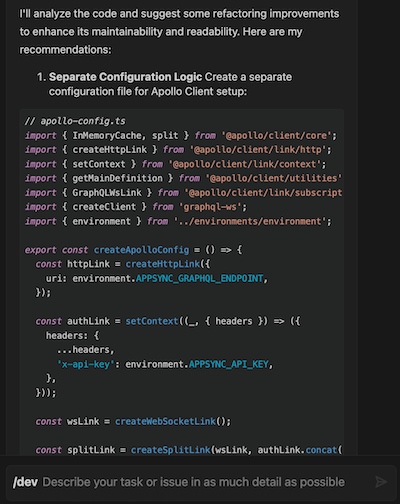 I'll analyze the code and suggest some refactoring improvements
to enhance its maintainability and readability. Here are my
recommendations:
1. Separate Configuration Logic Create a separate
configuration file for Apollo Client setup:
// apollo-config.ts
import { InMemoryCache, split } from '@apollo/client/core';
import { createHttpLink } from '@apollo/client/link/http';
import { setContext } from '@apollo/client/link/context';
import { getMainDefinition } from '@apollo/client/utilities'
import { GraphQLWsLink } from '@apollo/client/link/subscript
import { createClient } from 'graphql-ws';
import { environment } from '../environments/environment';
export const createApolloConfig = () => {
const httpLink = createHttpLink({
uri: environment.APPSYNC_GRAPHQL_ENDPOINT,
});
const authLink = setContext((_, { headers }) => ({
headers: {
...headers,
'x-api-key': environment.APPSYNC_API_KEY,
},
}));
const wsLink = createWebSocketLink();
const splitLink = createSplitLink(wsLink, authLink.concat(
/dev Describe your task or issue in as much detail as possible